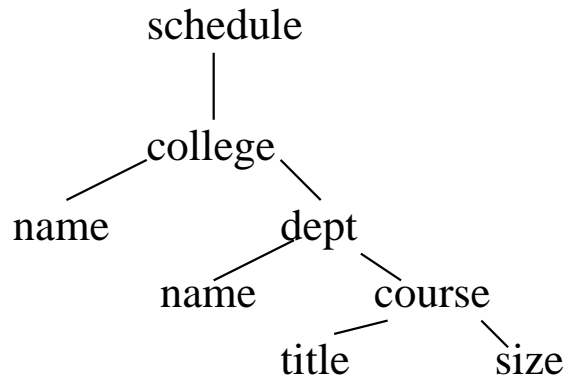 schedule
college
name
dept
name
course
title
size